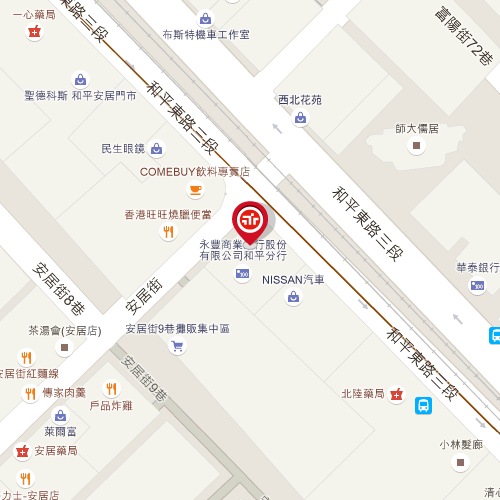 一心藥局
布斯特機車工作室
富陽街72巷
和平東路三段
聖德科斯 和平安居門市
西北花苑
和平東路三段
師大儒居
民生眼鏡
COMEBUY飲料專賣店
香港旺旺燒臘便當
和平東路三段
永豐商業銀行股份
有限公司和平分行
華泰銀行
NISSAN汽車
安居街8巷
安居街
茶湯會(安居店)
安居街9巷攤販集中區
和平東路三段
安居街紅麵線
安居街9巷
傳家肉羹
戶品炸雞
北陸藥局
萊爾富
安居藥局
小林髮廊
力士-安居店
清心